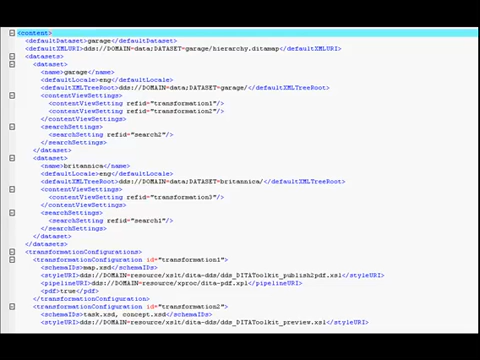 <content>
<defaultDataset>garage</defaultDataset>
<defaultXMLURI>dds://DOMAIN=data;DATASET=garage/hierarchy.ditamap</defaultXMLURI>
<datasets>
<dataset>
<name>garage</name>
<defaultLocale>eng</defaultLocale>
<defaultXMLTreeRoot>dds://DOMAIN=data;DATASET=garage/</defaultXMLTreeRoot>
<contentViewSettings>
<contentViewSetting refid="transformation1"/>
<contentViewSetting refid="transformation2"/>
</contentViewSettings>
<searchSettings>
<searchSetting refid="search2"/>
</searchSettings>
</dataset>
<dataset>
<name>britannica</name>
<defaultLocale>eng</defaultLocale>
<defaultXMLTreeRoot>dds://DOMAIN=data;DATASET=britannica/</defaultXMLTreeRoot>
<contentViewSettings>
<contentViewSetting refid="transformation3"/>
</contentViewSettings>
<searchSettings>
<searchSetting refid="search1"/>
</searchSettings>
</dataset>
</datasets>
<transformationConfigurations>
<transformationConfiguration id="transformation1">
<schemaIDs>map.xsd</schemaIDs>
<styleURI>dds://DOMAIN=resource/xslt/dita-dds/dds_DITAToolkit_publish2pdf.xsl</styleURI>
<pipelineURI>dds://DOMAIN=resource/xproc/dita-pdf.xpl</pipelineURI>
<pdf>true</pdf>
</transformationConfiguration>
<transformationConfiguration id="transformation2">
<schemaIDs>task.xsd, concept.xsd</schemaIDs>
<styleURI>dds://DOMAIN=resource/xslt/dita-dds/dds_DITAToolkit_preview.xsl</styleURI>